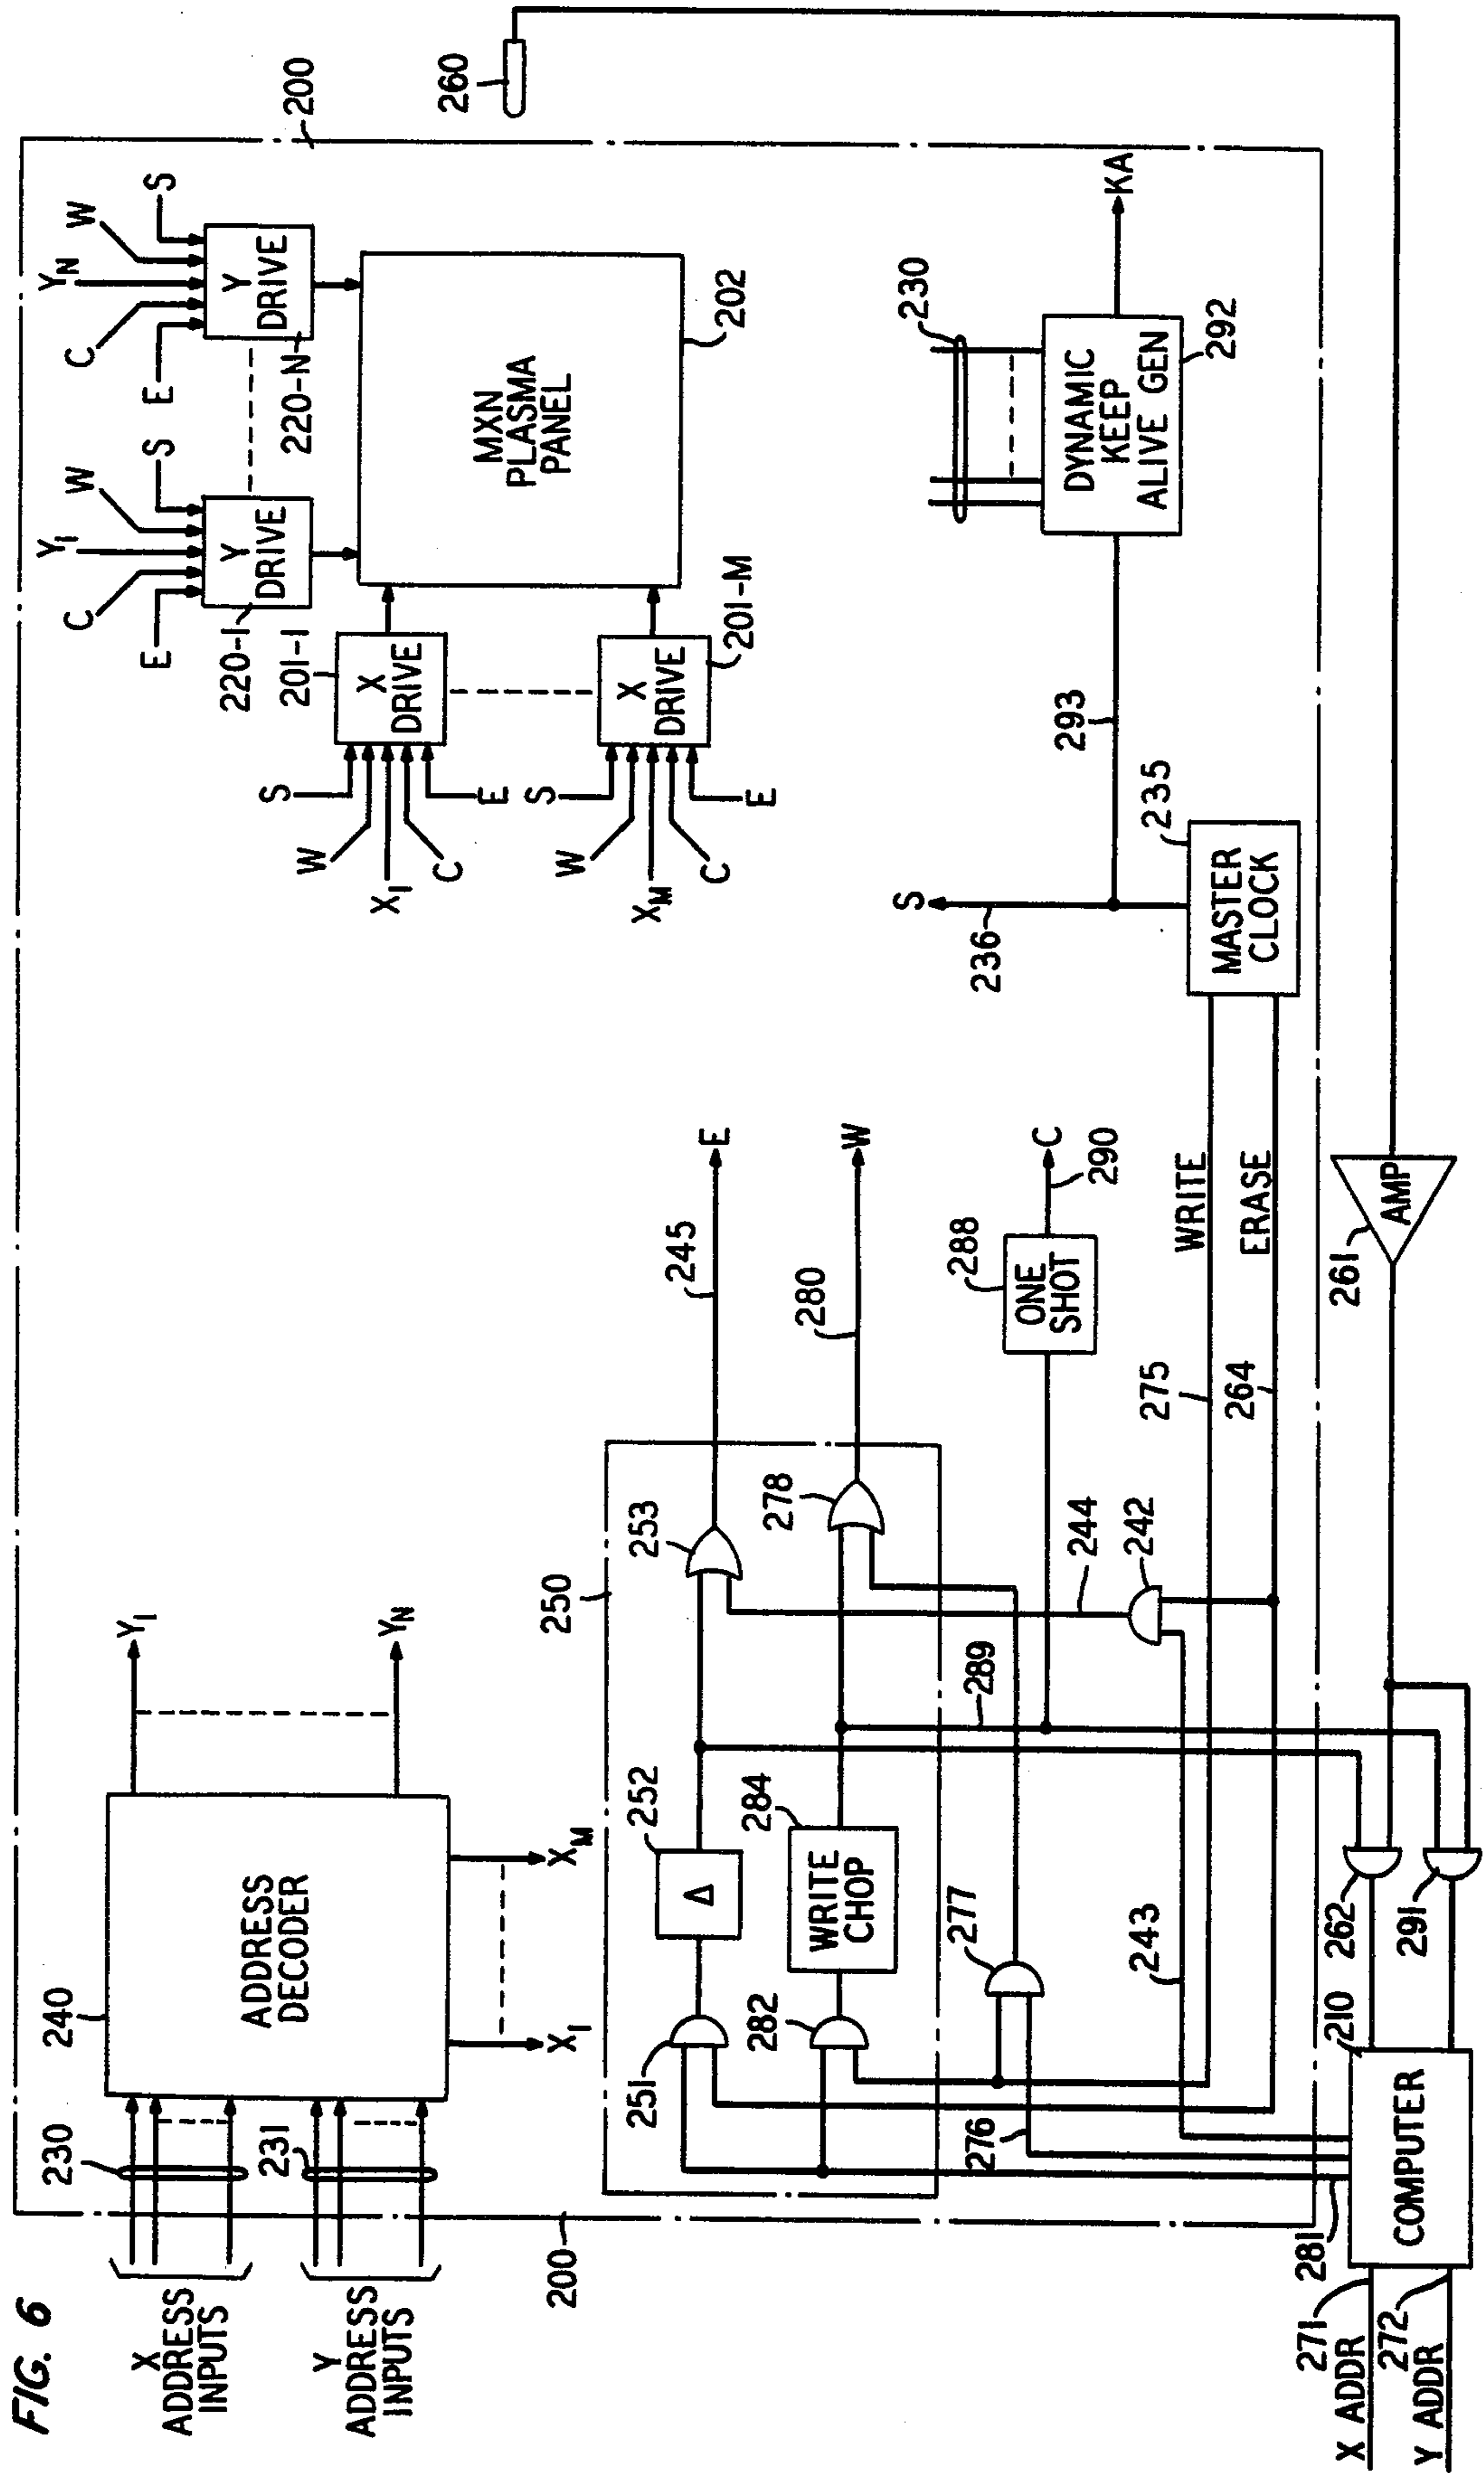 FIG. 6
X
ADDRESS
INPUTS
230
Y
ADDRESS
INPUTS
231
240
ADDRESS
DECODER
Y1
YN
X1
XM
200
200
E
C
Y1
W
S
220-1
Y
DRIVE
E
C
YN
W
S
220-N
Y
DRIVE
260
201-1
X
DRIVE
S
W
X1
C
E
201-M
X
DRIVE
S
W
XM
C
E
MXN
PLASMA
PANEL
202
250
251
252
Δ
253
245
E
282
284
WRITE
CHOP
278
280
W
276
277
289
288
ONE
SHOT
290
C
243
244
242
275
WRITE
264
ERASE
S
236
235
MASTER
CLOCK
293
230
DYNAMIC
KEEP
ALIVE GEN
292
KA
281
210
COMPUTER
262
291
261
AMP
271
X ADDR
272
Y ADDR